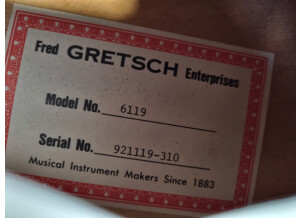 Fred GRETSCH Enterprises
Model No. 6119
Serial No. 921119-310
Musical Instrument Makers Since 1883